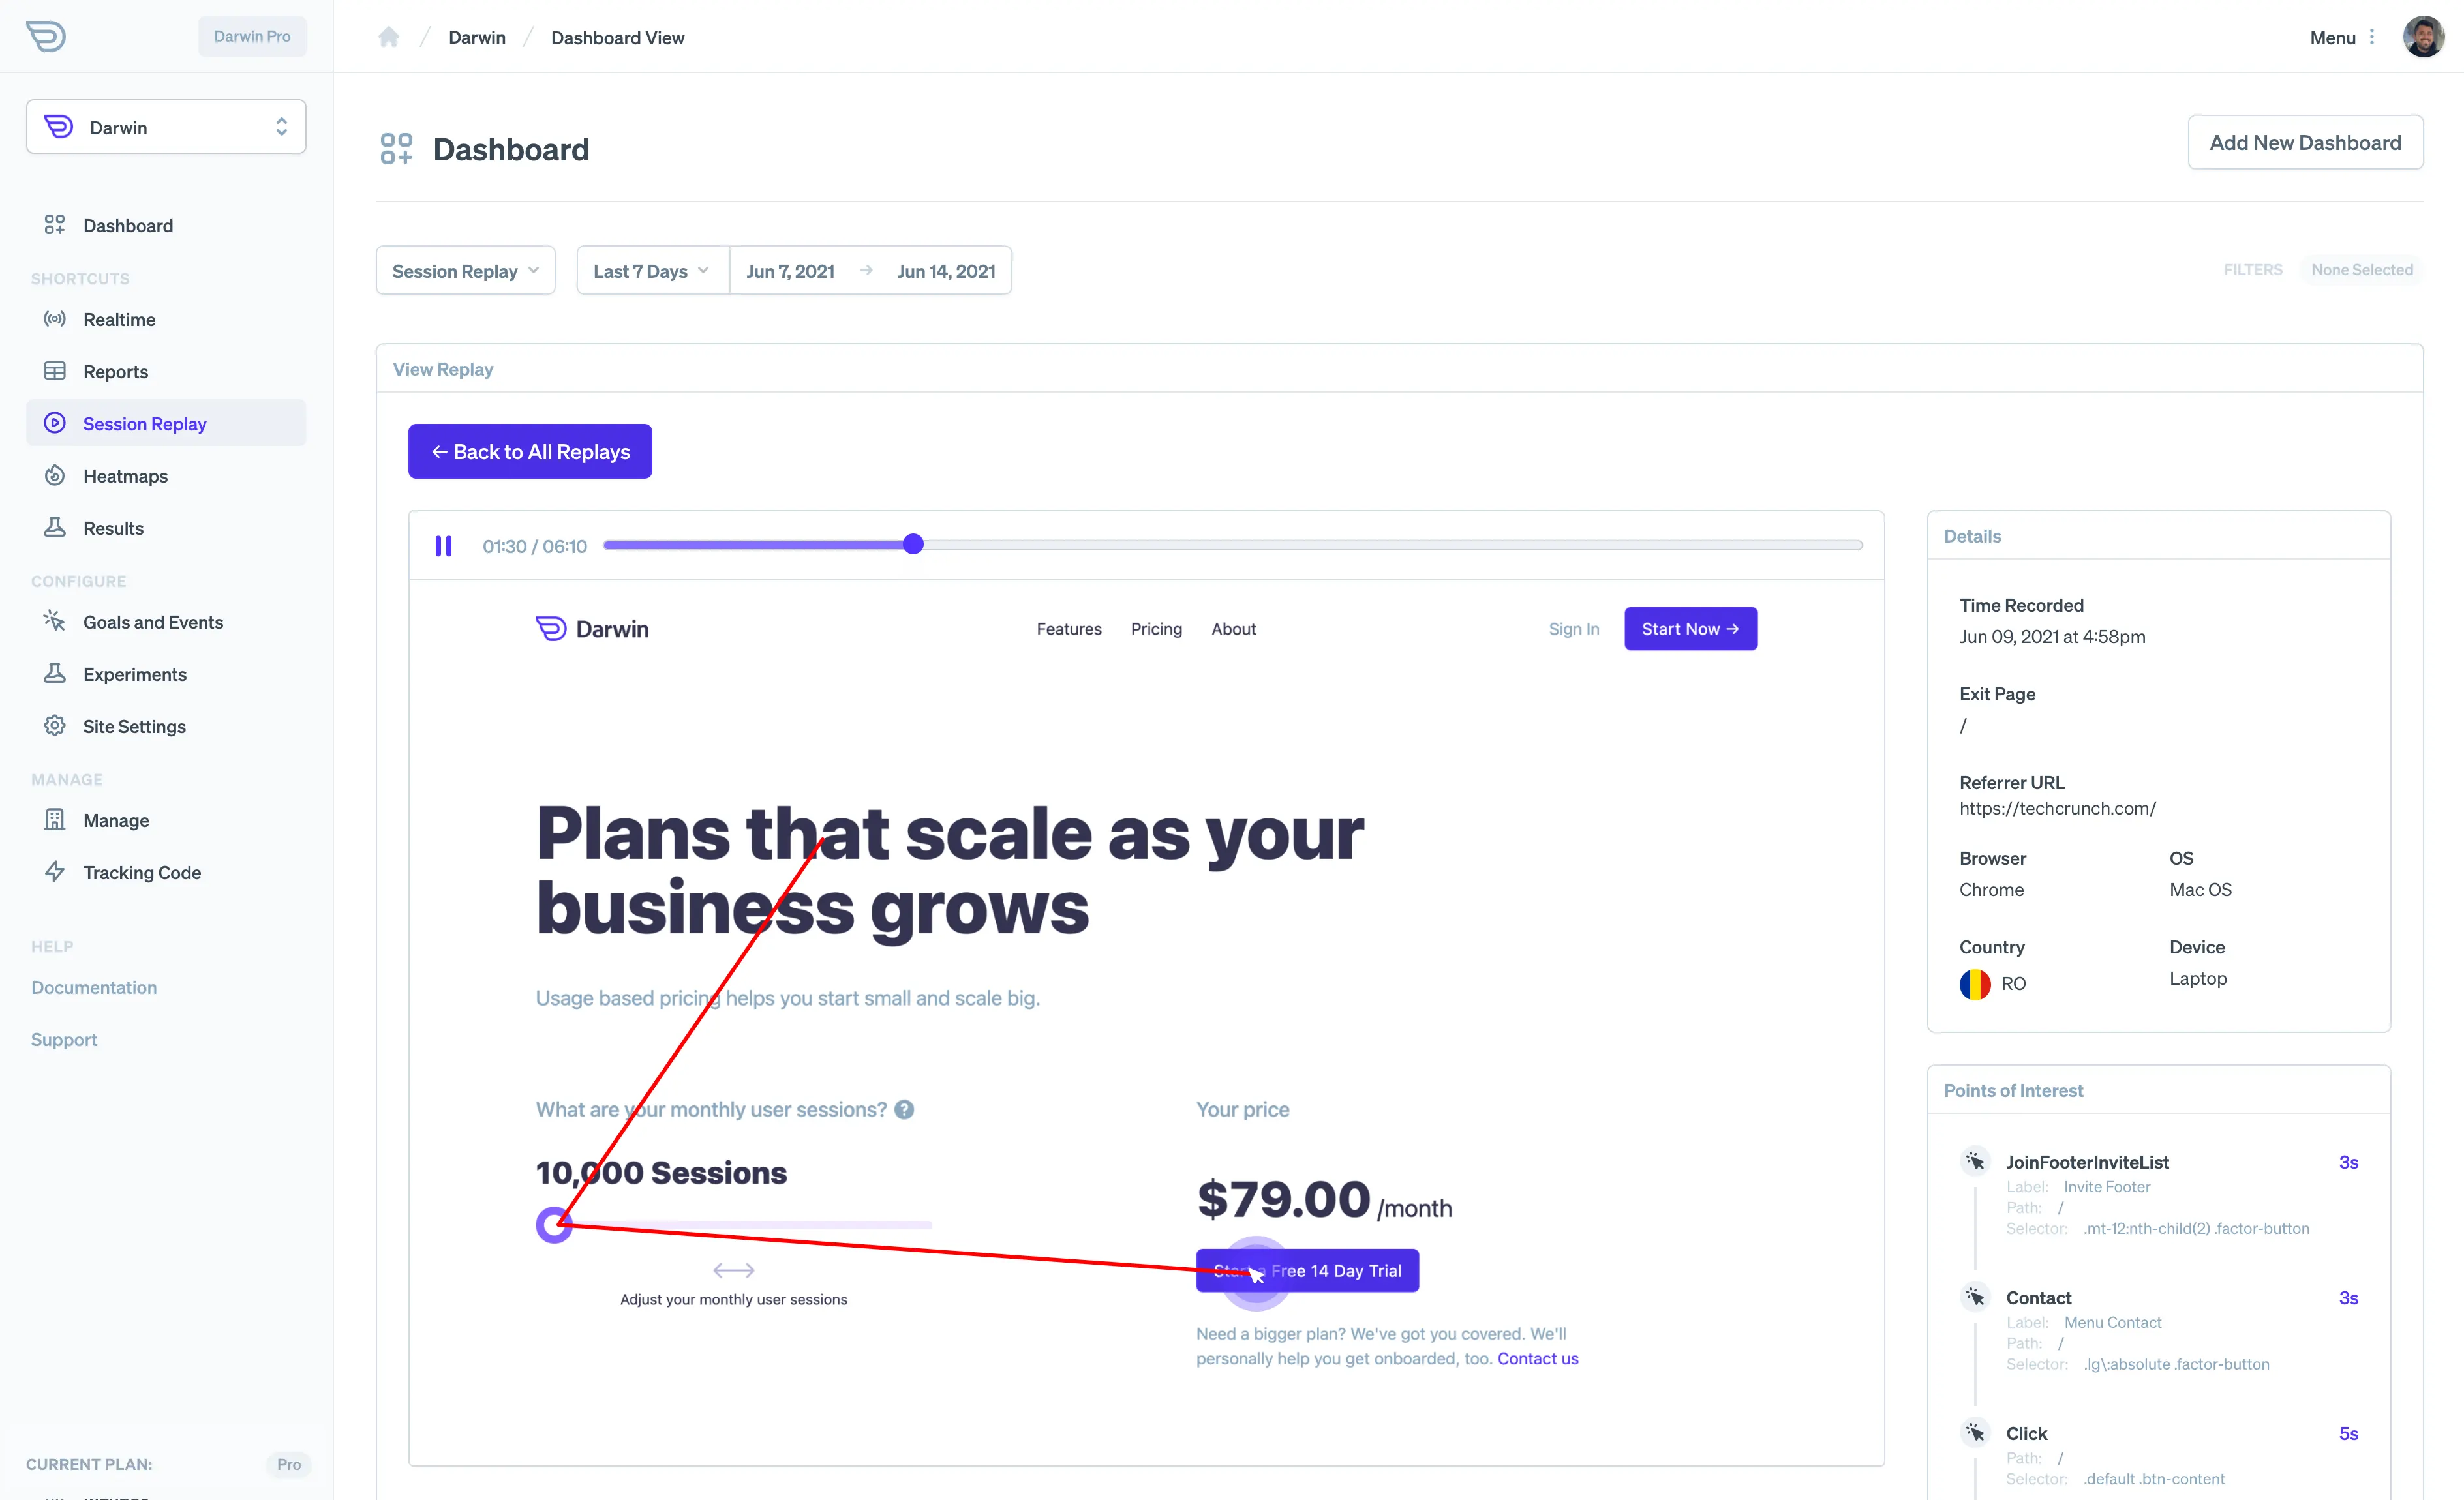 Darwin Pro
Darwin
Dashboard View
Menu
Darwin
Dashboard
SHORTCUTS
Realtime
Reports
Session Replay
Heatmaps
Results
CONFIGURE
Goals and Events
Experiments
Site Settings
MANAGE
Manage
Tracking Code
HELP
Documentation
Support
CURRENT PLAN: Pro
Dashboard
Add New Dashboard
Session Replay
Last 7 Days
Jun 7, 2021 → Jun 14, 2021
FILTERS None Selected
View Replay
← Back to All Replays
01:30 / 06:10
Darwin
Features Pricing About
Sign In
Start Now →
Plans that scale as your
business grows
Usage based pricing helps you start small and scale big.
What are your monthly user sessions? ?
10,000 Sessions
Adjust your monthly user sessions
Your price
$79.00 /month
Start a Free 14 Day Trial
Need a bigger plan? We've got you covered. We'll
personally help you get onboarded, too. Contact us
Details
Time Recorded
Jun 09, 2021 at 4:58pm
Exit Page
/
Referrer URL
https://techcrunch.com/
Browser OS
Chrome Mac OS
Country Device
RO Laptop
Points of Interest
JoinFooterInviteList 3s
Label: Invite Footer
Path: /
Selector: .mt-12:nth-child(2) .factor-button
Contact 3s
Label: Menu Contact
Path: /
Selector: .lg\:absolute .factor-button
Click 5s
Path: /
Selector: .default .btn-content